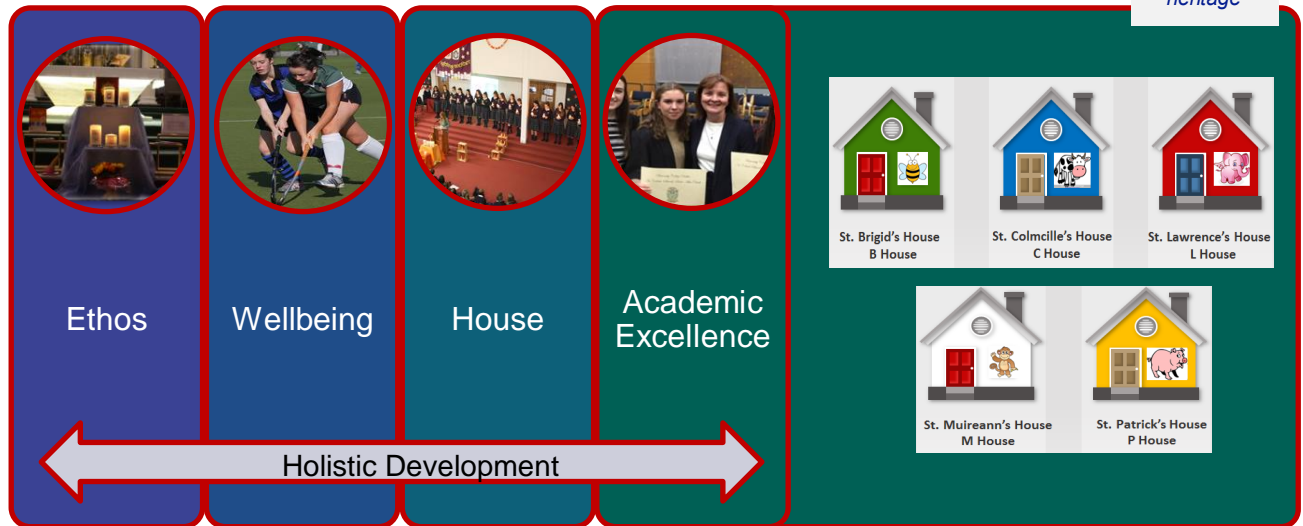 heritage
Ethos
Wellbeing
House
Academic
Excellence
Holistic Development
St. Brigid's House
B House
St. Colmcille's House
C House
St. Lawrence's House
L House
St. Muireann's House
M House
St. Patrick's House
P House